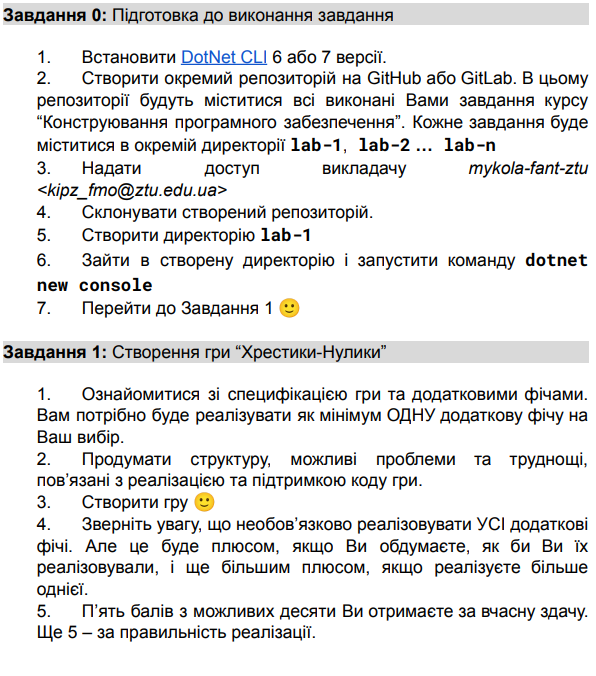 Завдання 0: Підготовка до виконання завдання
1. Встановити DotNet CLI 6 або 7 версії.
2. Створити окремий репозиторій на GitHub або GitLab. В цьому
репозиторії будуть міститися всі виконані Вами завдання курсу
“Конструювання програмного забезпечення”. Кожне завдання буде
міститися в окремій директорії lab-1, lab-2 … lab-n
3. Надати доступ викладачу mykola-fant-ztu
<kipz_fmo@ztu.edu.ua>
4. Склонувати створений репозиторій.
5. Створити директорію lab-1
6. Зайти в створену директорію і запустити команду dotnet
new console
7. Перейти до Завдання 1 🙂
Завдання 1: Створення гри “Хрестики-Нулики”
1. Ознайомитися зі специфікацією гри та додатковими фічами.
Вам потрібно буде реалізувати як мінімум ОДНУ додаткову фічу на
Ваш вибір.
2. Продумати структуру, можливі проблеми та труднощі,
пов’язані з реалізацією та підтримкою коду гри.
3. Створити гру 🙂
4. Зверніть увагу, що необов’язково реалізовувати УСІ додаткові
фічі. Але це буде плюсом, якщо Ви обдумаєте, як би Ви їх
реалізовували, і ще більшим плюсом, якщо реалізуєте більше
однієї.
5. П’ять балів з можливих десяти Ви отримаєте за вчасну здачу.
Ще 5 – за правильність реалізації.